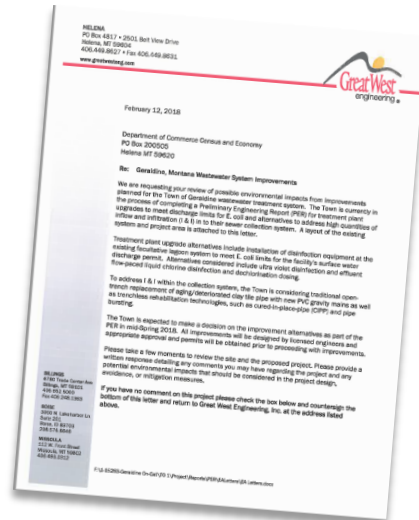 HELENA
PO Box 4817 • 2501 Belt View Drive
Helena, MT 59604
406.449.8627 • Fax 406.449.8631
www.greatwesteng.com
Great West
engineering
February 12, 2018
Department of Commerce Census and Economy
PO Box 200505
Helena MT 59620
Re: Geraldine, Montana Wastewater System Improvements
We are requesting your review of possible environmental impacts from improvements
planned for the Town of Geraldine wastewater treatment system. The Town is currently in
the process of completing a Preliminary Engineering Report (PER) for treatment plant
upgrades to meet discharge limits for E. coli and alternatives to address high quantities of
inflow and infiltration (I & I) in to their sewer collection system. A layout of the existing
system and project area is attached to this letter.
Treatment plant upgrade alternatives include installation of disinfection equipment at the
existing facultative lagoon system to meet E. coli limits for the facility's surface water
discharge permit. Alternatives considered include ultra violet disinfection and effluent
flow-paced liquid chlorine disinfection and dechlorination dosing.
To address I & I within the collection system, the Town is considering traditional open-
trench replacement of aging/deteriorated clay tile pipe with new PVC gravity mains as well
as trenchless rehabilitation technologies, such as cured-in-place-pipe (CIPP) and pipe
bursting.
The Town is expected to make a decision on the improvement alternatives as part of the
PER in mid-Spring 2018. All improvements will be designed by licensed engineers and
appropriate approval and permits will be obtained prior to proceeding with improvements.
Please take a few moments to review the site and the proposed project. Please provide a
written response detailing any comments you may have regarding the project and any
potential environmental impacts that should be considered in the project design,
avoidance, or mitigation measures.
If you have no comment on this project please check the box below and countersign the
bottom of this letter and return to Great West Engineering, Inc. at the address listed
above.
BILLINGS
6780 Trade Center Ave
Billings, MT 59101
BOISE
Boise, ID 83703
MISSOULA
Missoula, MT